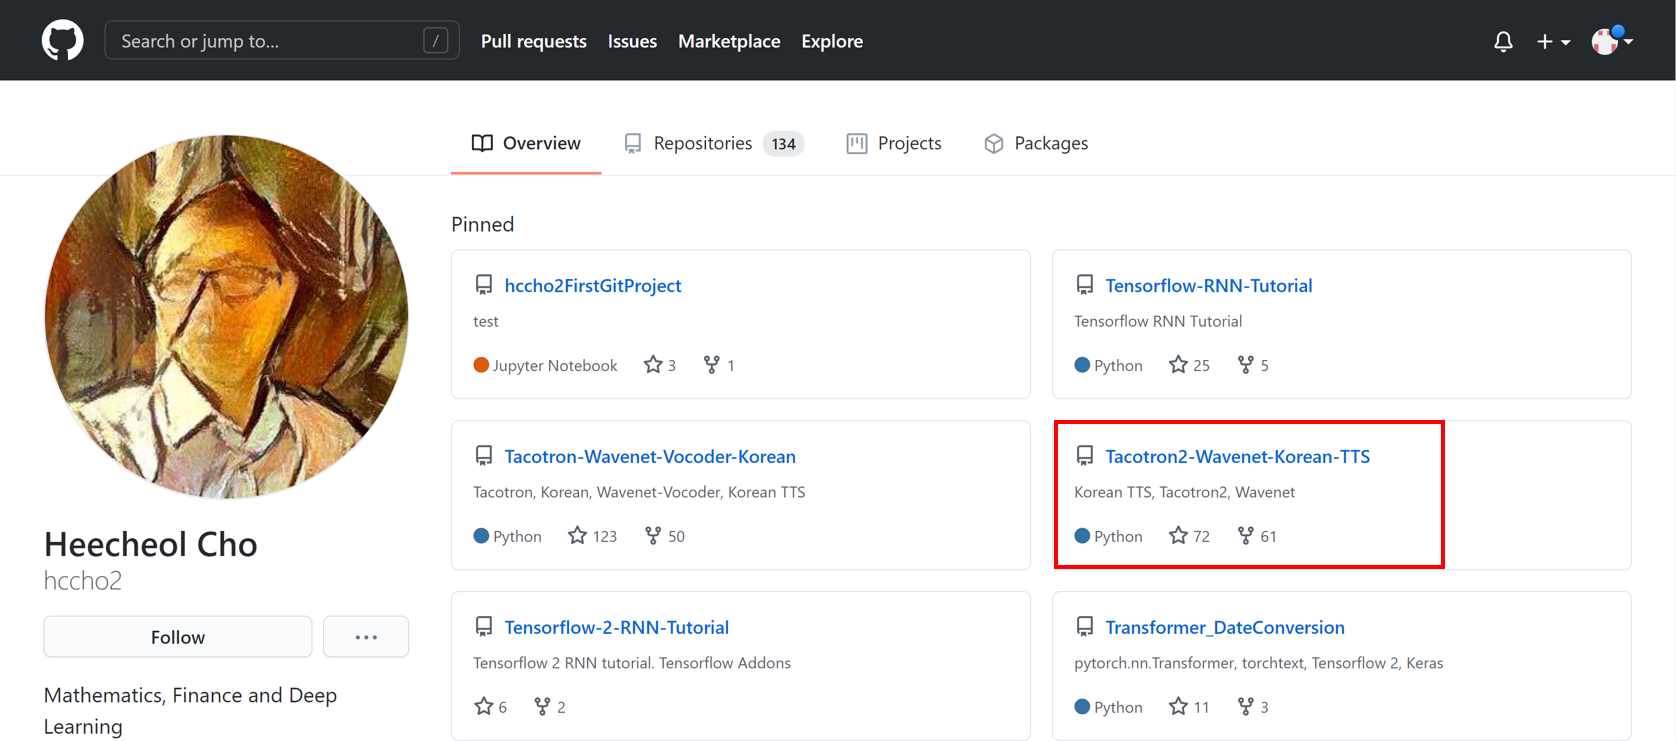 Search or jump to...
/
Pull requests
Issues
Marketplace
Explore
Overview
Repositories 134
Projects
Packages
Heecheol Cho
hccho2
Follow
...
Mathematics, Finance and Deep
Learning
Pinned
hccho2FirstGitProject
test
Jupyter Notebook 3 1
Tensorflow-RNN-Tutorial
Tensorflow RNN Tutorial
Python 25 5
Tacotron-Wavenet-Vocoder-Korean
Tacotron, Korean, Wavenet-Vocoder, Korean TTS
Python 123 50
Tacotron2-Wavenet-Korean-TTS
Korean TTS, Tacotron2, Wavenet
Python 72 61
Tensorflow-2-RNN-Tutorial
Tensorflow 2 RNN tutorial. Tensorflow Addons
6 2
Transformer_DateConversion
pytorch.nn.Transformer, torchtext, Tensorflow 2, Keras
Python 11 3